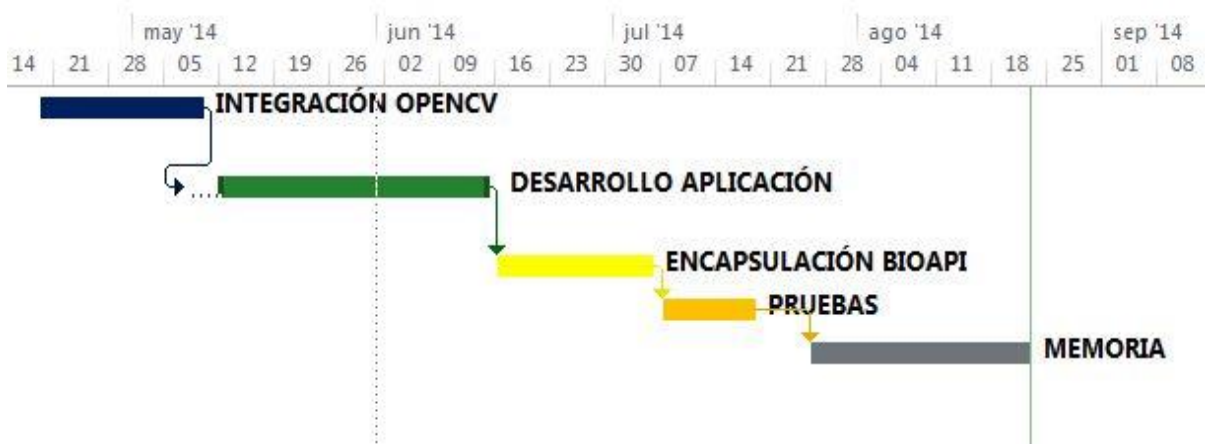 may '14 jun '14 jul '14 ago '14 sep '14
14 21 28 05 12 19 26 02 09 16 23 30 07 14 21 28 04 11 18 25 01 08
INTEGRACIÓN OPENCV
DESARROLLO APLICACIÓN
ENCAPSULACIÓN BIOAPI
PRUEBAS
MEMORIA